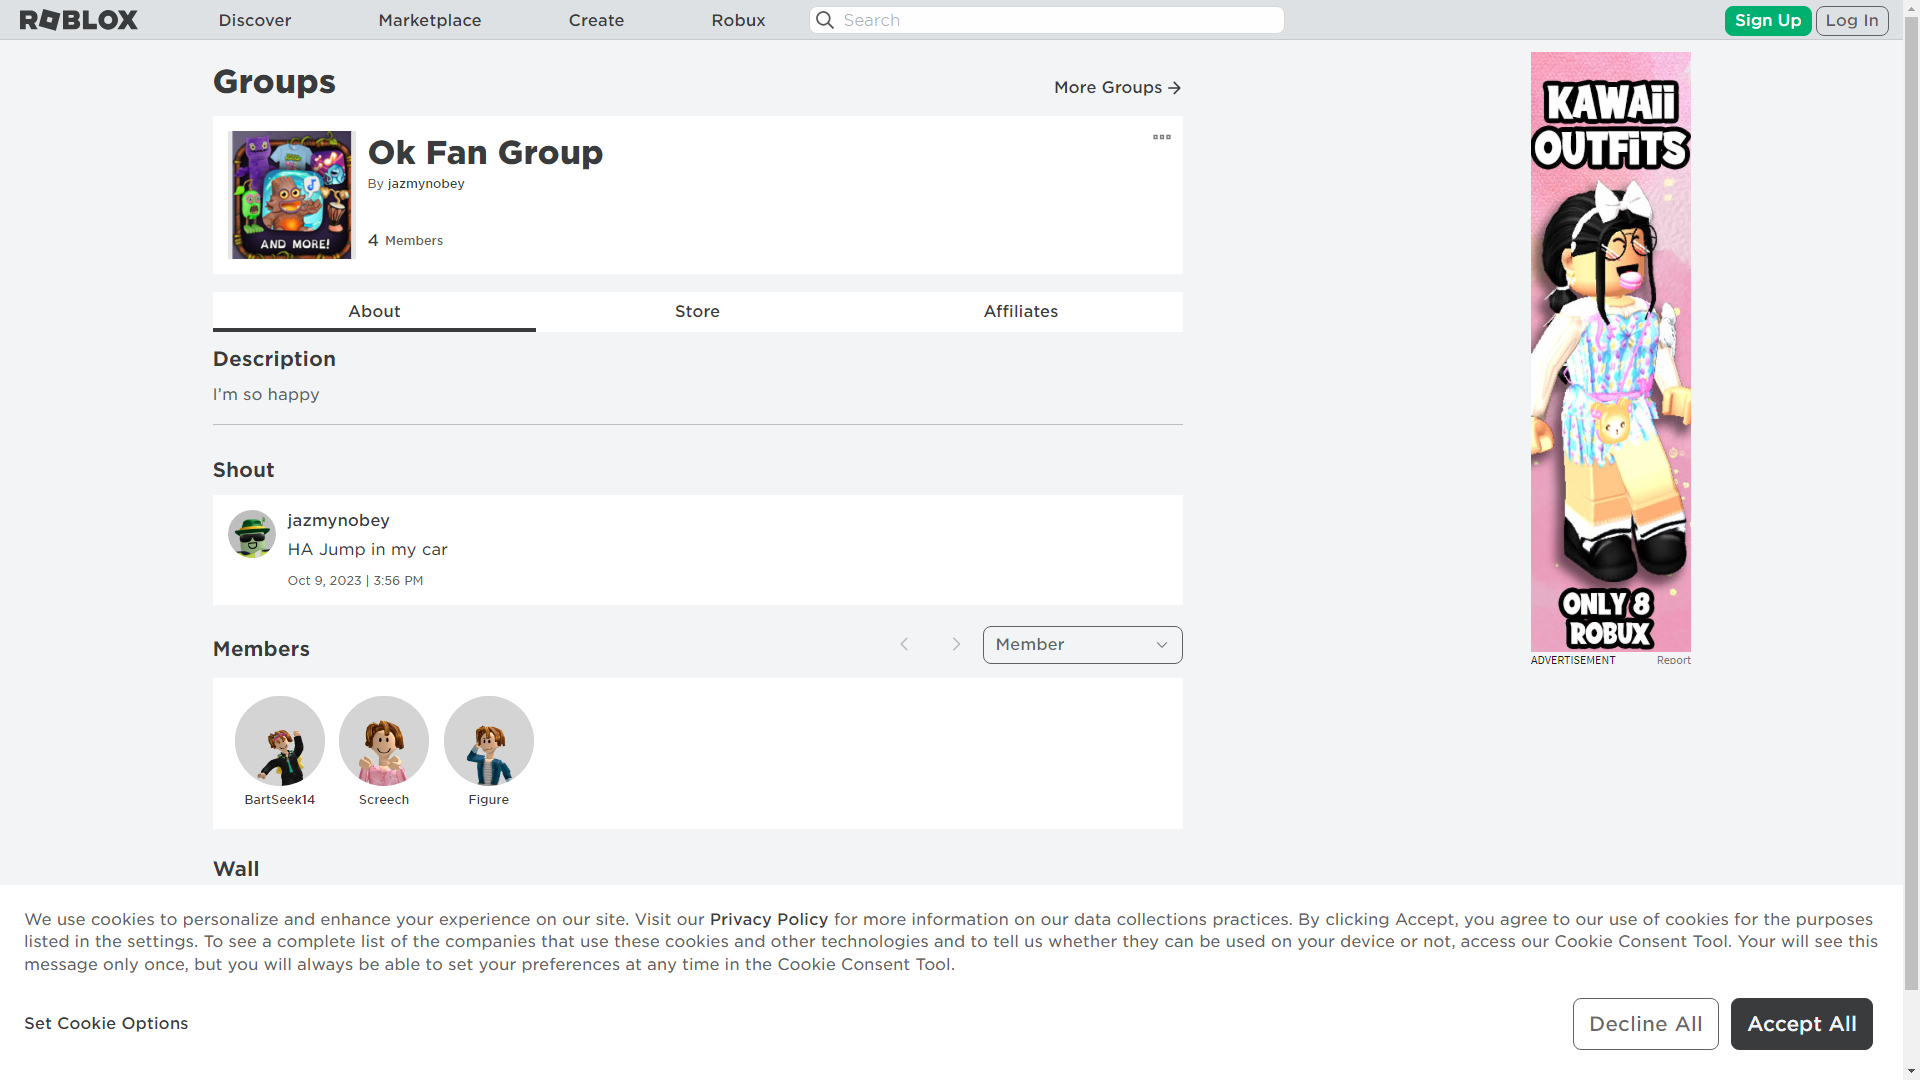 ROBLOX
Discover
Marketplace
Create
Robux
Search
Sign Up
Log In
Groups
More Groups
AND MORE!
Ok Fan Group
By jazmynobey
4 Members
About
Store
Affiliates
Description
I'm so happy
Shout
jazmynobey
HA Jump in my car
Oct 9, 2023 | 3:56 PM
Members
Member
BartSeek14
Screech
Figure
Wall
KAWAii
OUTFiTS
ONLY 8
ROBUX
ADVERTISEMENT
Report
We use cookies to personalize and enhance your experience on our site. Visit our Privacy Policy for more information on our data collections practices. By clicking Accept, you agree to our use of cookies for the purposes
listed in the settings. To see a complete list of the companies that use these cookies and other technologies and to tell us whether they can be used on your device or not, access our Cookie Consent Tool. Your will see this
message only once, but you will always be able to set your preferences at any time in the Cookie Consent Tool.
Set Cookie Options
Decline All
Accept All